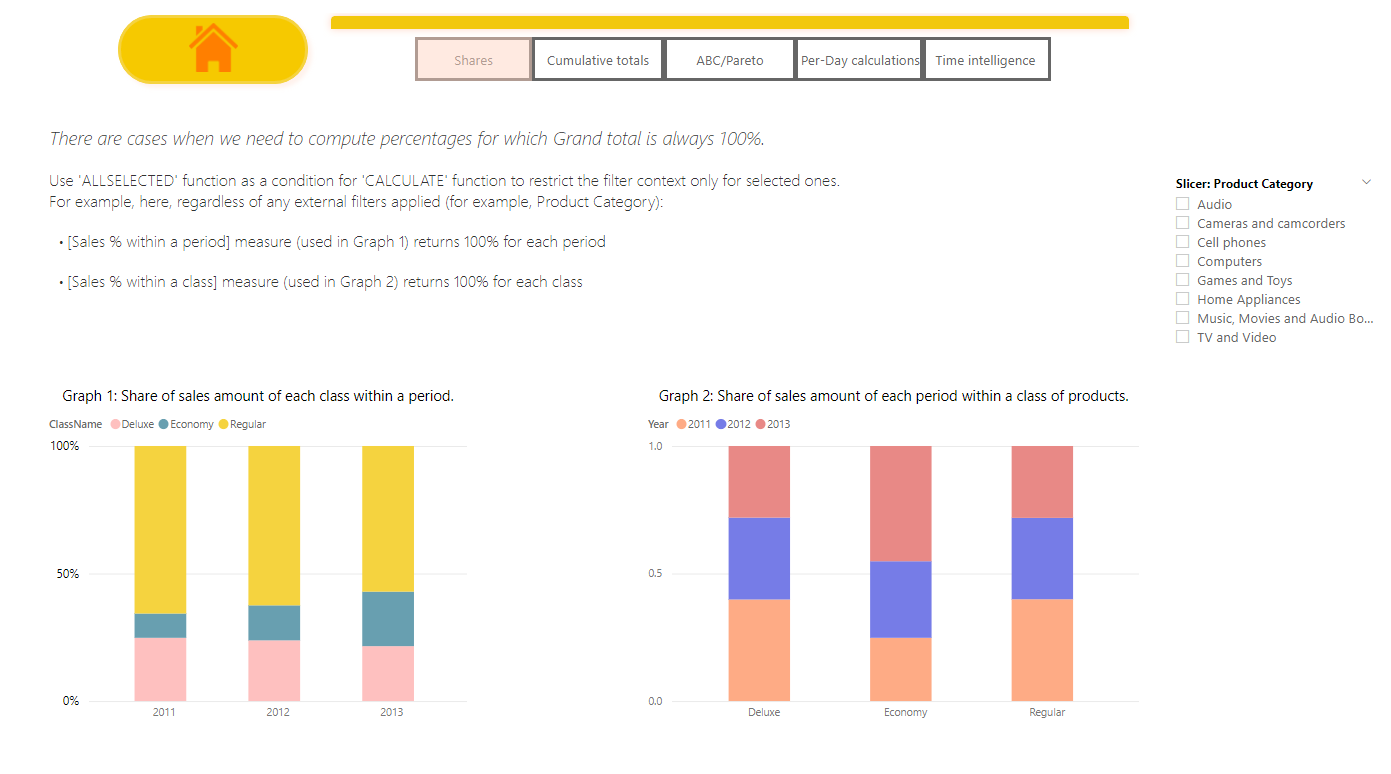 Shares
Cumulative totals
ABC/Pareto
Per-Day calculations
Time intelligence
There are cases when we need to compute percentages for which Grand total is always 100%.
Use 'ALLSELECTED' function as a condition for 'CALCULATE' function to restrict the filter context only for selected ones.
For example, here, regardless of any external filters applied (for example, Product Category):
• [Sales % within a period] measure (used in Graph 1) returns 100% for each period
• [Sales % within a class] measure (used in Graph 2) returns 100% for each class
Slicer: Product Category
Audio
Cameras and camcorders
Cell phones
Computers
Games and Toys
Home Appliances
Music, Movies and Audio Bo...
TV and Video
Graph 1: Share of sales amount of each class within a period.
ClassName Deluxe Economy Regular
100%
50%
0%
2011 2012 2013
Graph 2: Share of sales amount of each period within a class of products.
Year 2011 2012 2013
1.0
0.5
0.0
Deluxe Economy Regular